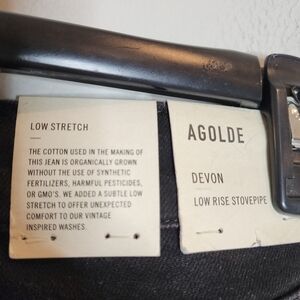 LOW STRETCH
THE COTTON USED IN THE MAKING OF
THIS JEAN IS ORGANICALLY GROWN
WITHOUT THE USE OF SYNTHETIC
FERTILIZERS, HARMFUL PESTICIDES,
OR GMO'S. WE ADDED A SUBTLE LOW
STRETCH TO OFFER UNEXPECTED
COMFORT TO OUR VINTAGE
INSPIRED WASHES.
AGOLDE
DEVON
LOW RISE STOVEPIPE